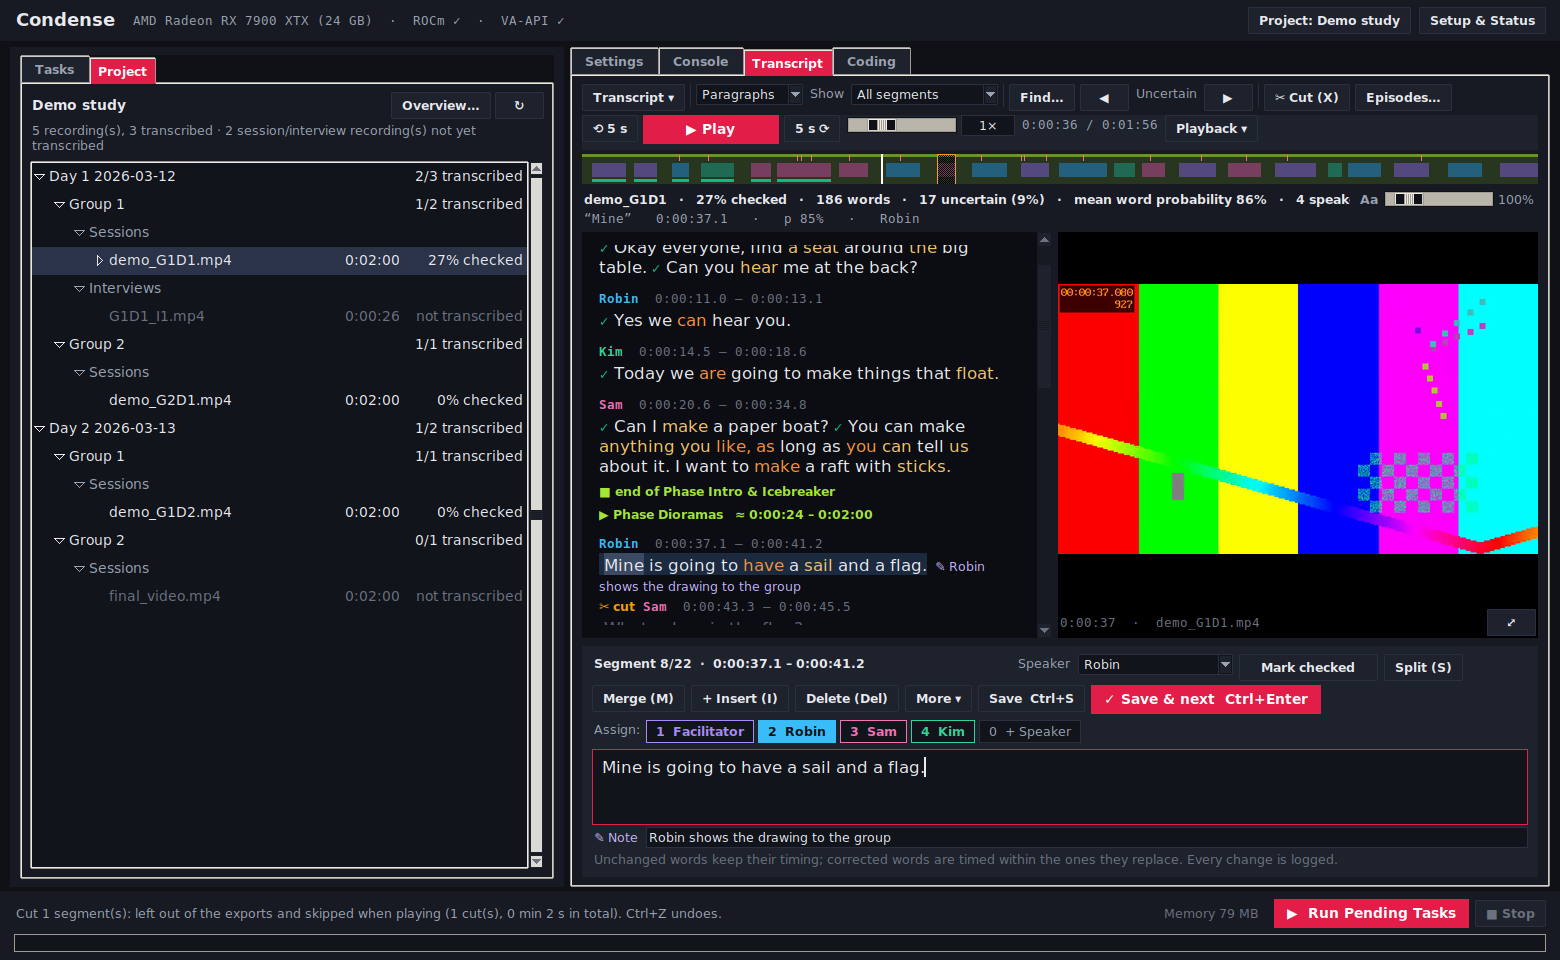 Condense AMD Radeon RX 7900 XTX (24 GB) · ROCm ✓ · VA-API ✓ Project: Demo study Setup & Status
Tasks Project
Demo study Overview... ↻
5 recording(s), 3 transcribed · 2 session/interview recording(s) not yet
transcribed
Day 1 2026-03-12 2/3 transcribed
Group 1 1/2 transcribed
Sessions
demo_G1D1.mp4 0:02:00 27% checked
Interviews
G1D1_I1.mp4 0:00:26 not transcribed
Group 2 1/1 transcribed
Sessions
demo_G2D1.mp4 0:02:00 0% checked
Day 2 2026-03-13 1/2 transcribed
Group 1 1/1 transcribed
Sessions
demo_G1D2.mp4 0:02:00 0% checked
Group 2 0/1 transcribed
Sessions
final_video.mp4 0:02:00 not transcribed
Settings Console Transcript Coding
Transcript ▾ Paragraphs Show All segments Find... ◀ Uncertain ▶ ✂ Cut (X) Episodes...
⟲ 5 s ▶ Play 5 s ⟳ 1× 0:00:36 / 0:01:56 Playback ▾
demo_G1D1 · 27% checked · 186 words · 17 uncertain (9%) · mean word probability 86% · 4 speak Aa 100%
“Mine” 0:00:37.1 · p 85% · Robin
✓ Okay everyone, find a seat around the big
table. ✓ Can you hear me at the back?
Robin 0:00:11.0 – 0:00:13.1
✓ Yes we can hear you.
Kim 0:00:14.5 – 0:00:18.6
✓ Today we are going to make things that float.
Sam 0:00:20.6 – 0:00:34.8
✓ Can I make a paper boat? ✓ You can make
anything you like, as long as you can tell us
about it. I want to make a raft with sticks.
■ end of Phase Intro & Icebreaker
▶ Phase Dioramas ≈ 0:00:24 – 0:02:00
Robin 0:00:37.1 – 0:00:41.2
Mine is going to have a sail and a flag. ✎ Robin
shows the drawing to the group
✂ cut Sam 0:00:43.3 – 0:00:45.5
00:00:37.080
927
0:00:37 · demo_G1D1.mp4 ⤢
Segment 8/22 · 0:00:37.1 – 0:00:41.2 Speaker Robin Mark checked Split (S)
Merge (M) + Insert (I) Delete (Del) More ▾ Save Ctrl+S ✓ Save & next Ctrl+Enter
Assign: 1 Facilitator 2 Robin 3 Sam 4 Kim 0 + Speaker
Mine is going to have a sail and a flag.
✎ Note Robin shows the drawing to the group
Unchanged words keep their timing; corrected words are timed within the ones they replace. Every change is logged.
Cut 1 segment(s): left out of the exports and skipped when playing (1 cut(s), 0 min 2 s in total). Ctrl+Z undoes. Memory 79 MB ▶ Run Pending Tasks ■ Stop